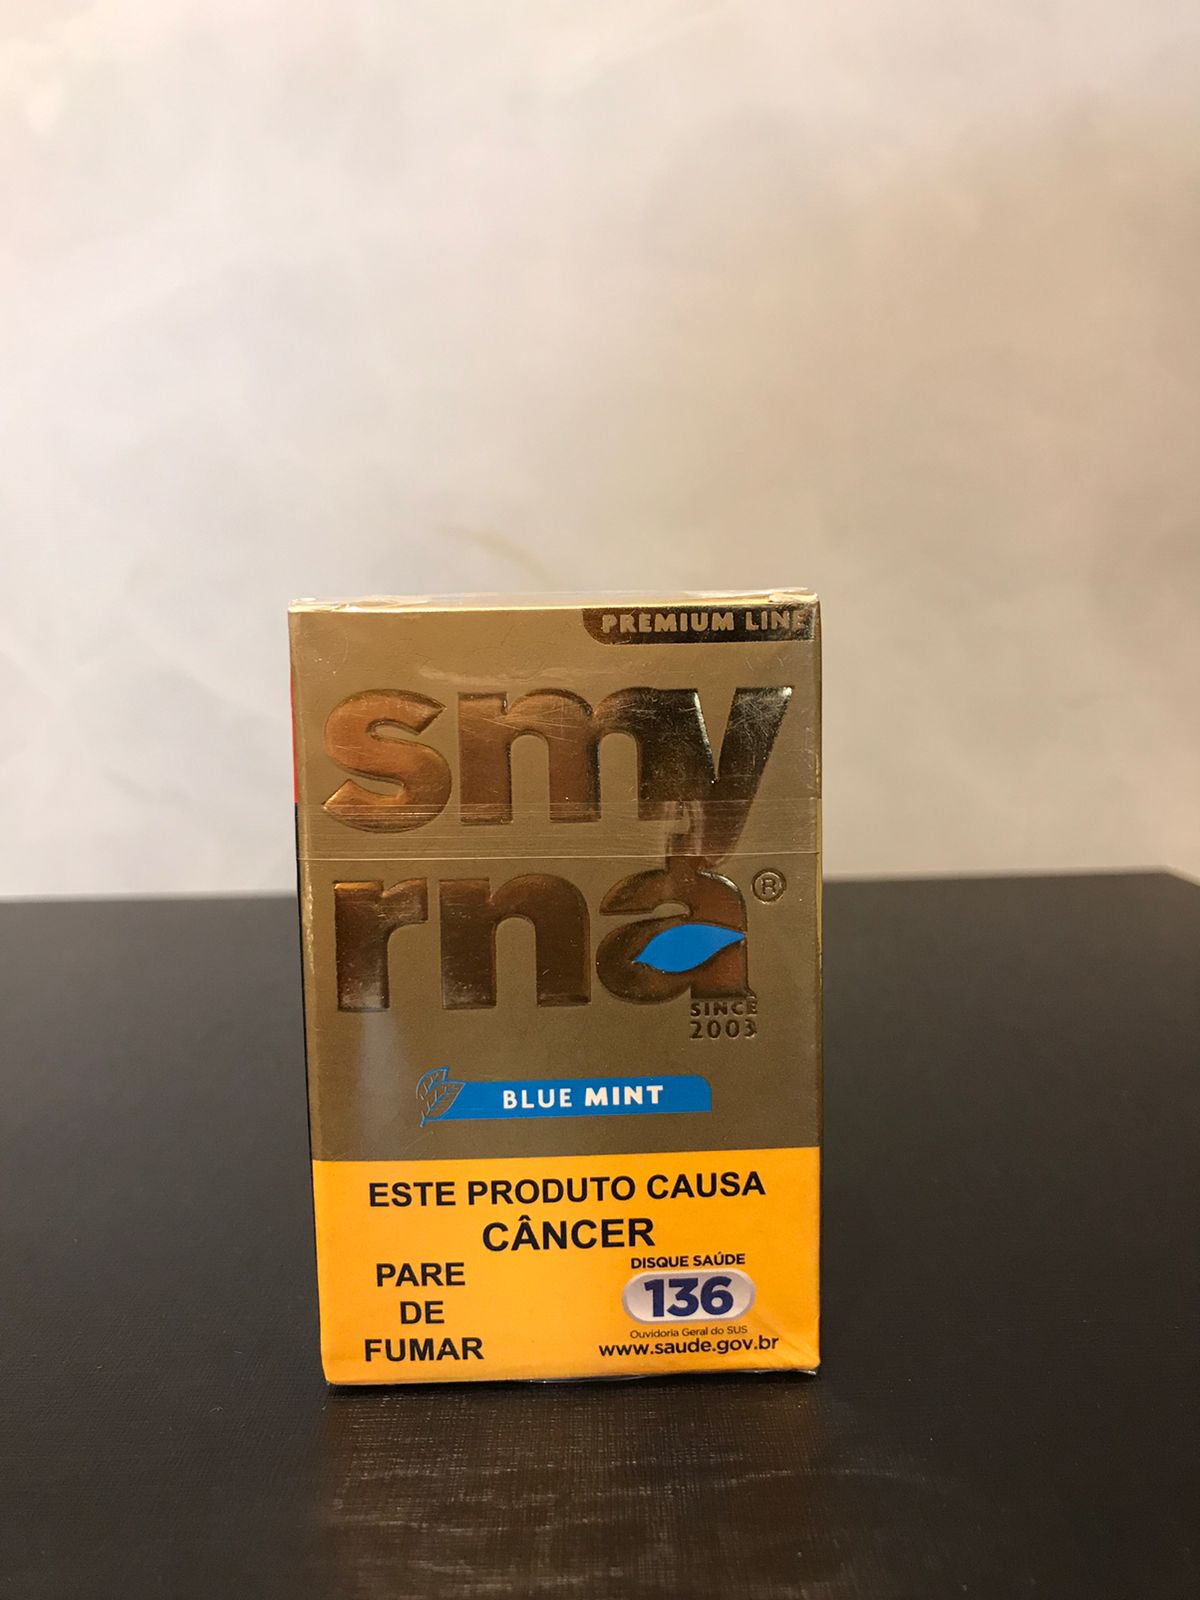 PREMIUM LINE
smy
rna®
SINCE
2003
BLUE MINT
ESTE PRODUTO CAUSA
CÂNCER
PARE
DE
FUMAR
DISQUE SAÚDE
136
Ouvidoria Geral do SUS
www.saude.gov.br